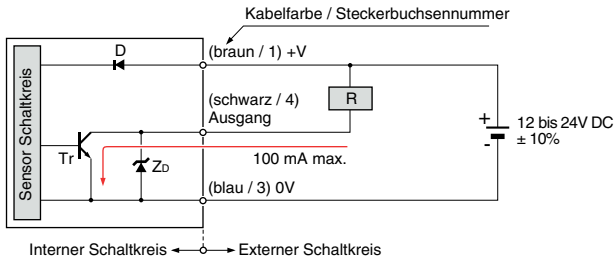 Kabelfarbe / Steckerbuchsennummer
Sensor Schaltkreis
D
(braun / 1) +V
(schwarz / 4)
Ausgang
R
+
-
12 bis 24V DC
± 10%
Tr
ZD
100 mA max.
(blau / 3) 0V
Interner Schaltkreis
Externer Schaltkreis